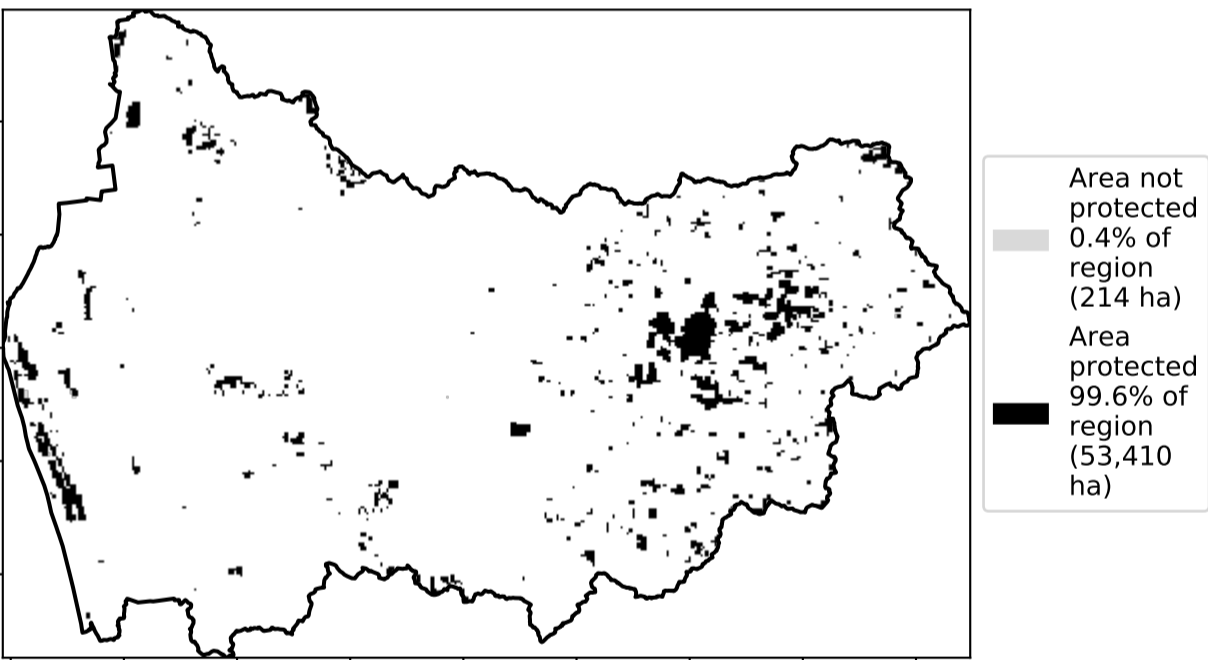 Area not
protected
0.4% of
region
(214 ha)
Area
protected
99.6% of
region
(53,410
ha)